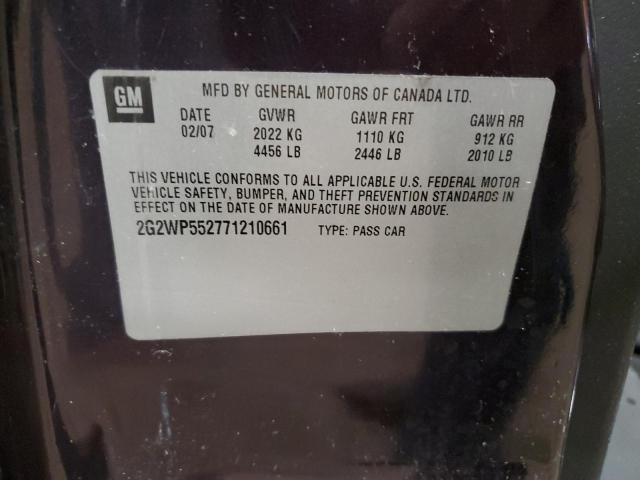 GM
MFD BY GENERAL MOTORS OF CANADA LTD.
DATE GVWR GAWR FRT GAWR RR
02/07 2022 KG 1110 KG 912 KG
4456 LB 2446 LB 2010 LB
THIS VEHICLE CONFORMS TO ALL APPLICABLE U.S. FEDERAL MOTOR
VEHICLE SAFETY, BUMPER, AND THEFT PREVENTION STANDARDS IN
EFFECT ON THE DATE OF MANUFACTURE SHOWN ABOVE.
2G2WP552771210661 TYPE: PASS CAR